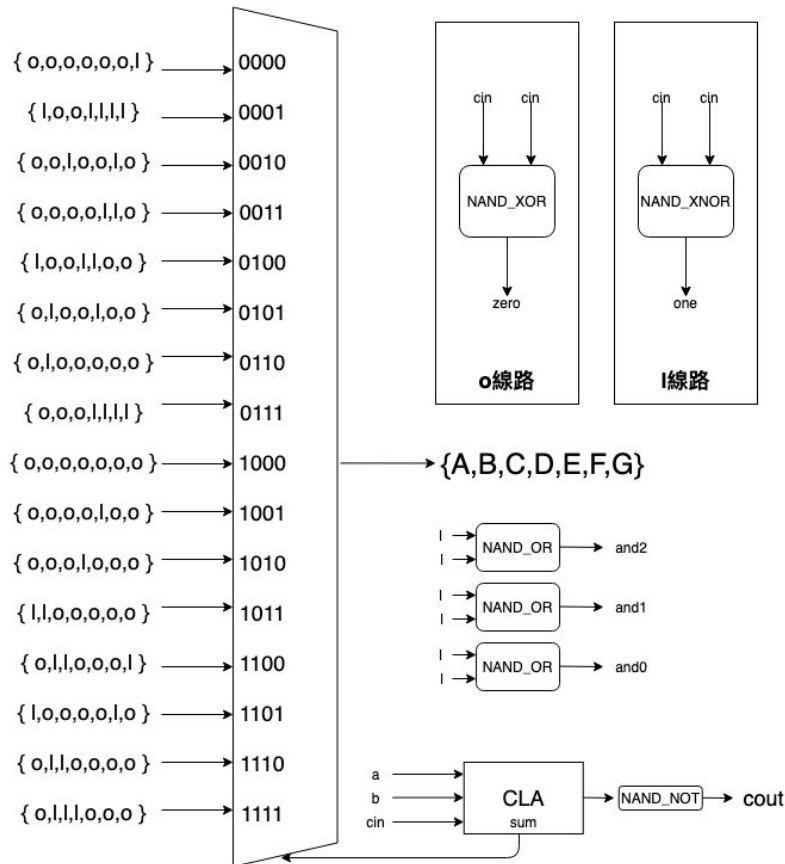 { o,o,o,o,o,o,l } 0000
{ l,o,o,l,l,l,l } 0001
{ o,o,l,o,o,l,o } 0010
{ o,o,o,o,l,l,o } 0011
{ l,o,o,l,l,o,o } 0100
{ o,l,o,o,l,o,o } 0101
{ o,l,o,o,o,o,o } 0110
{ o,o,o,l,l,l,l } 0111
{ o,o,o,o,o,o,o } 1000
{ o,o,o,o,l,o,o } 1001
{ o,o,o,l,o,o,o } 1010
{ l,l,o,o,o,o,o } 1011
{ o,l,l,o,o,o,l } 1100
{ l,o,o,o,o,l,o } 1101
{ o,l,l,o,o,o,o } 1110
{ o,l,l,l,o,o,o } 1111
cin cin
NAND_XOR
zero
o線路
cin cin
NAND_XNOR
one
l線路
{A,B,C,D,E,F,G}
l
l
NAND_OR
and2
l
l
NAND_OR
and1
l
l
NAND_OR
and0
a
b
cin
CLA
sum
NAND_NOT
cout